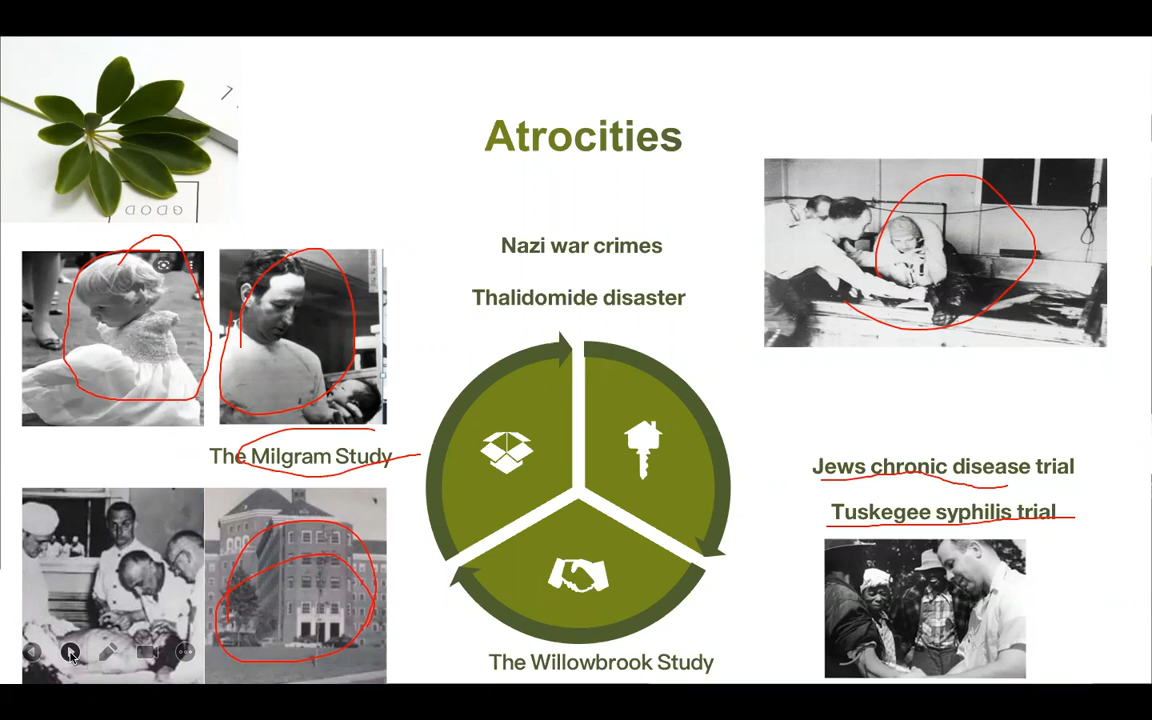 Atrocities
Nazi war crimes
Thalidomide disaster
The Milgram Study
Jews chronic disease trial
Tuskegee syphilis trial
The Willowbrook Study